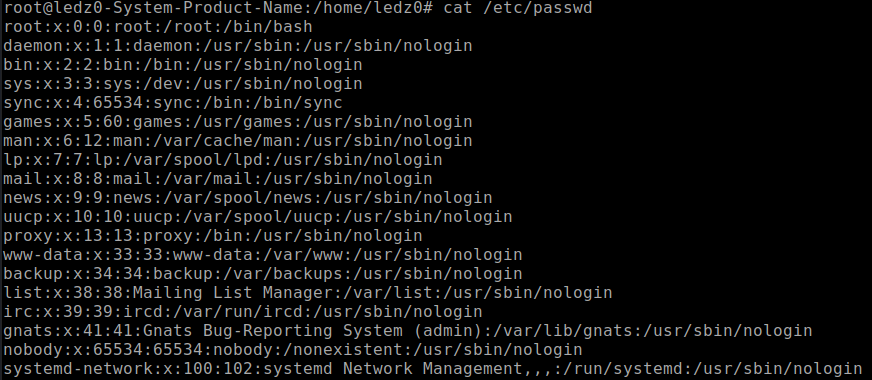 root@ledz0-System-Product-Name:/home/ledz0# cat /etc/passwd
root:x:0:0:root:/root:/bin/bash
daemon:x:1:1:daemon:/usr/sbin:/usr/sbin/nologin
bin:x:2:2:bin:/bin:/usr/sbin/nologin
sys:x:3:3:sys:/dev:/usr/sbin/nologin
sync:x:4:65534:sync:/bin:/bin/sync
games:x:5:60:games:/usr/games:/usr/sbin/nologin
man:x:6:12:man:/var/cache/man:/usr/sbin/nologin
lp:x:7:7:lp:/var/spool/lpd:/usr/sbin/nologin
mail:x:8:8:mail:/var/mail:/usr/sbin/nologin
news:x:9:9:news:/var/spool/news:/usr/sbin/nologin
uucp:x:10:10:uucp:/var/spool/uucp:/usr/sbin/nologin
proxy:x:13:13:proxy:/bin:/usr/sbin/nologin
www-data:x:33:33:www-data:/var/www:/usr/sbin/nologin
backup:x:34:34:backup:/var/backups:/usr/sbin/nologin
list:x:38:38:Mailing List Manager:/var/list:/usr/sbin/nologin
irc:x:39:39:ircd:/var/run/ircd:/usr/sbin/nologin
gnats:x:41:41:Gnats Bug-Reporting System (admin):/var/lib/gnats:/usr/sbin/nologin
nobody:x:65534:65534:nobody:/nonexistent:/usr/sbin/nologin
systemd-network:x:100:102:systemd Network Management,,,:/run/systemd:/usr/sbin/nologin